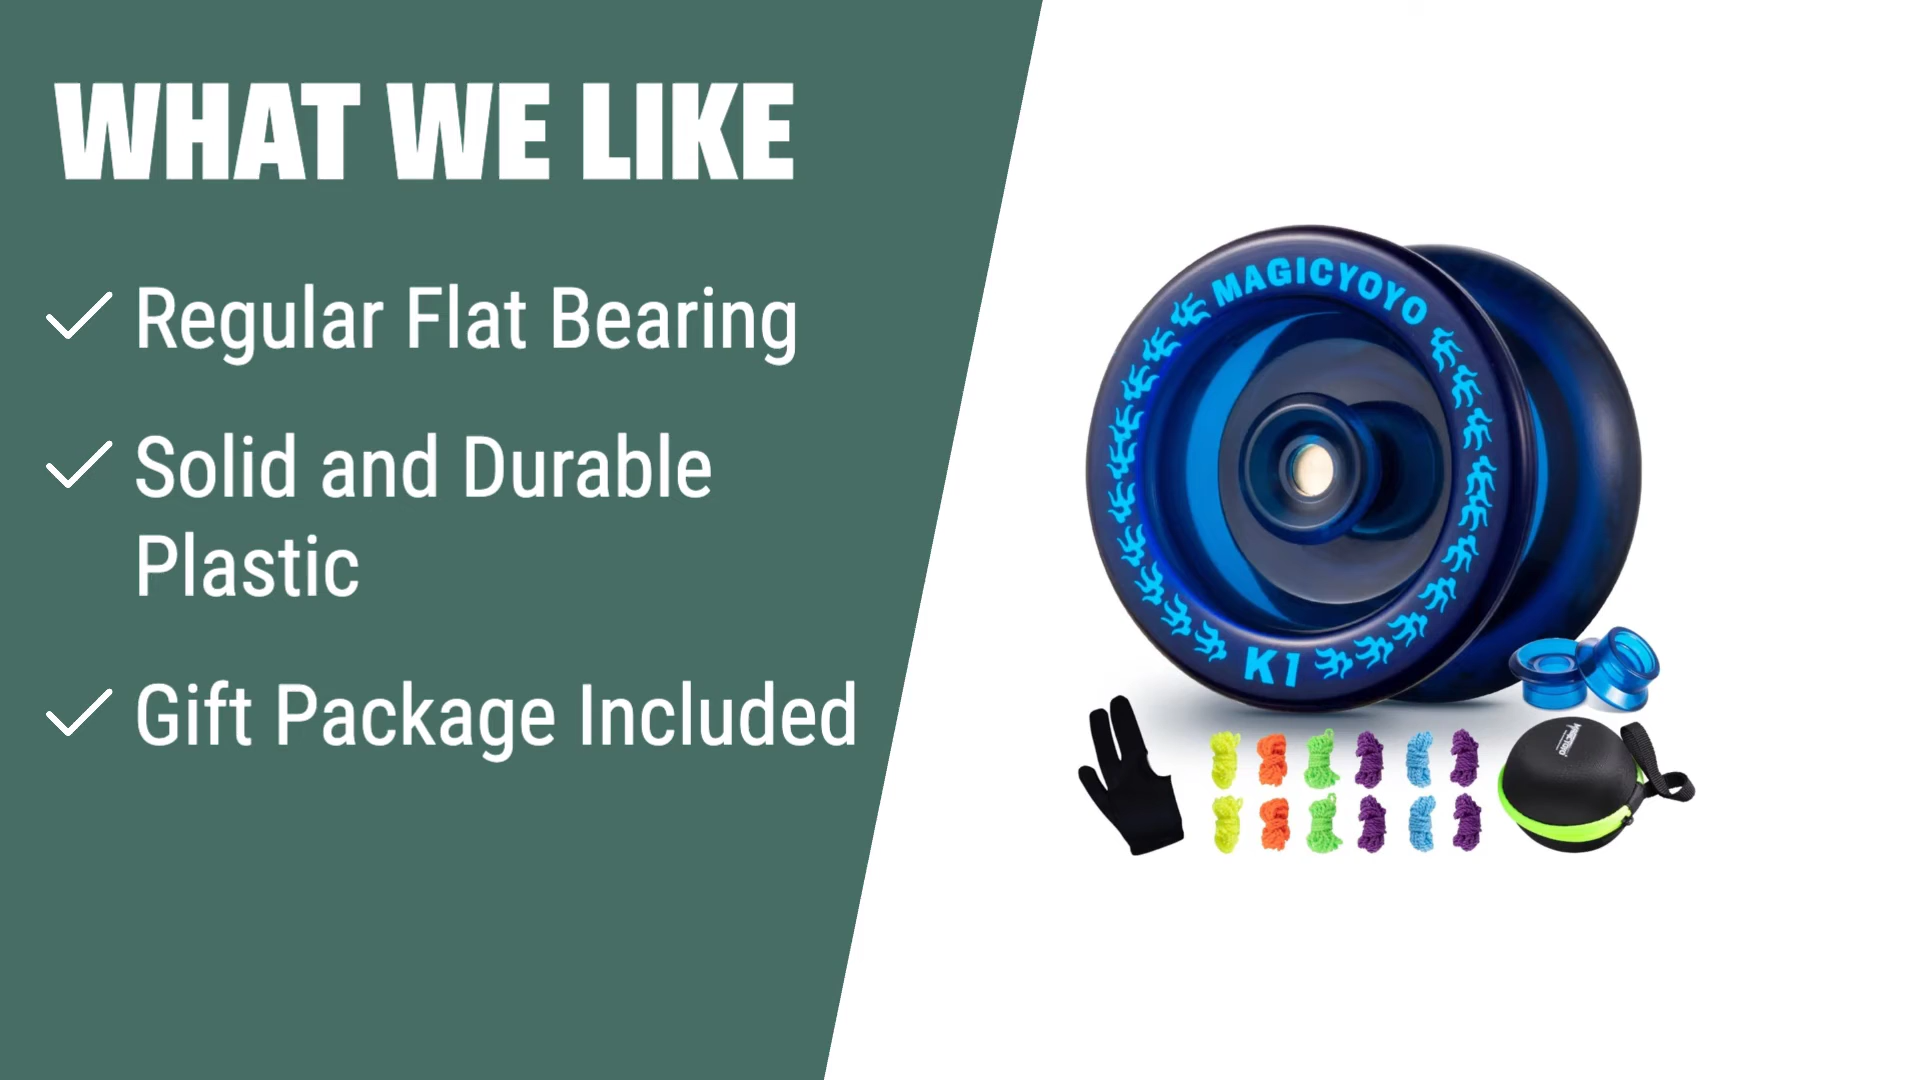 WHAT WE LIKE
Regular Flat Bearing
Solid and Durable
Plastic
Gift Package Included
MAGICYOYO
K1